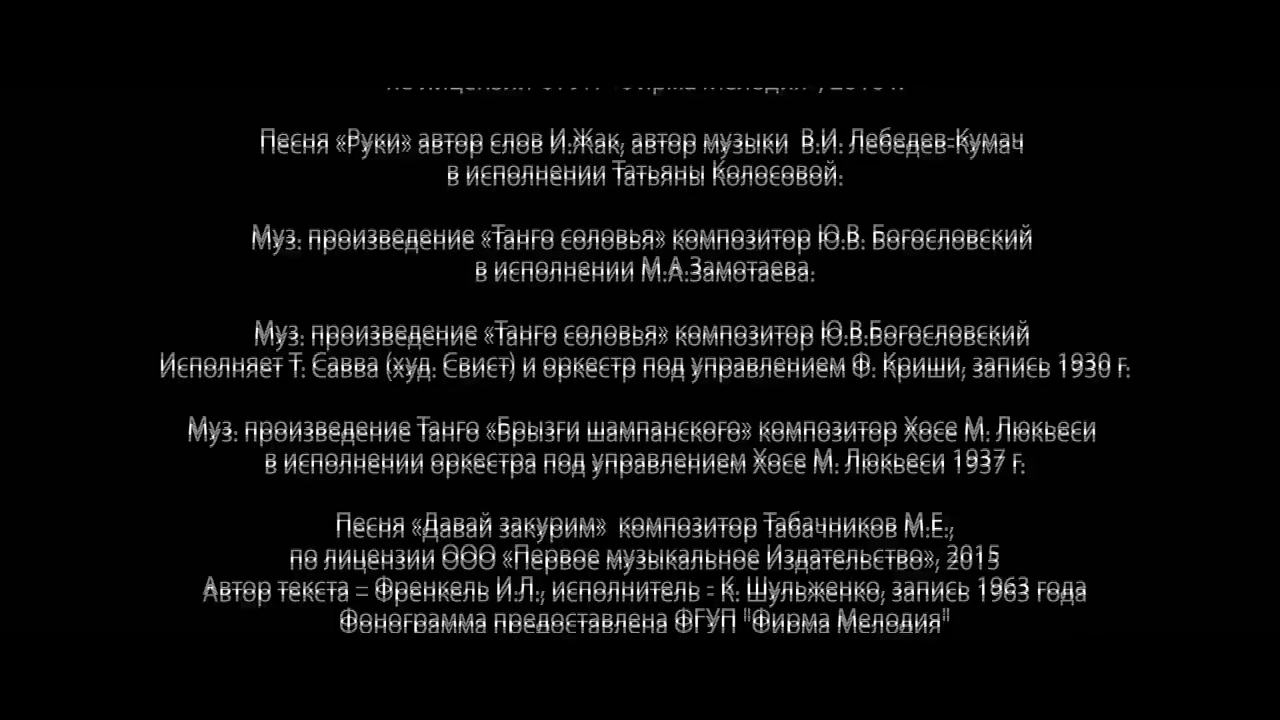 Песня «Руки» автор слов И.Жак, автор музыки В.И. Лебедев-Кумач
в исполнении Татьяны Колосовой.
Муз. произведение «Танго соловья» композитор Ю.В. Богословский
в исполнении М.А.Замотаева.
Муз. произведение «Танго соловья» композитор Ю.В.Богословский
Исполняет Т. Савва (худ. Свист) и оркестр под управлением Ф. Криши, запись 1930 г.
Муз. произведение Танго «Брызги шампанского» композитор Хосе М. Люкьеси
в исполнении оркестра под управлением Хосе М. Люкьеси 1937 г.
Песня «Давай закурим» композитор Табачников М.Е.,
по лицензии ООО «Первое музыкальное Издательство», 2015
Автор текста – Френкель И.Л., исполнитель - К. Шульженко, запись 1963 года
Фонограмма предоставлена ФГУП "Фирма Мелодия"